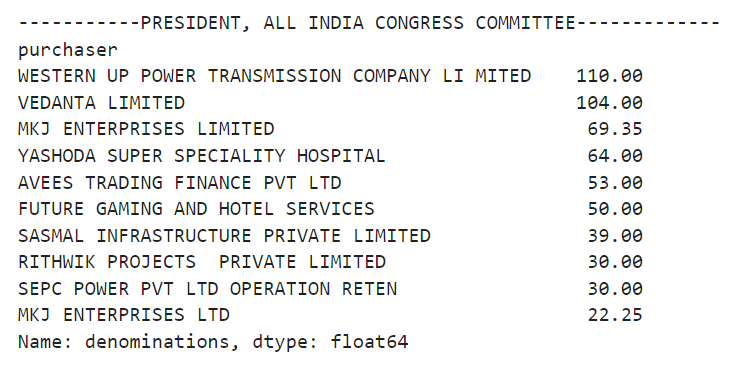 -----------PRESIDENT, ALL INDIA CONGRESS COMMITTEE-------------
purchaser
WESTERN UP POWER TRANSMISSION COMPANY LI MITED    110.00
VEDANTA LIMITED                                   104.00
MKJ ENTERPRISES LIMITED                            69.35
YASHODA SUPER SPECIALITY HOSPITAL                  64.00
AVEES TRADING FINANCE PVT LTD                      53.00
FUTURE GAMING AND HOTEL SERVICES                   50.00
SASMAL INFRASTRUCTURE PRIVATE LIMITED              39.00
RITHWIK PROJECTS  PRIVATE LIMITED                  30.00
SEPC POWER PVT LTD OPERATION RETEN                 30.00
MKJ ENTERPRISES LTD                                22.25
Name: denominations, dtype: float64